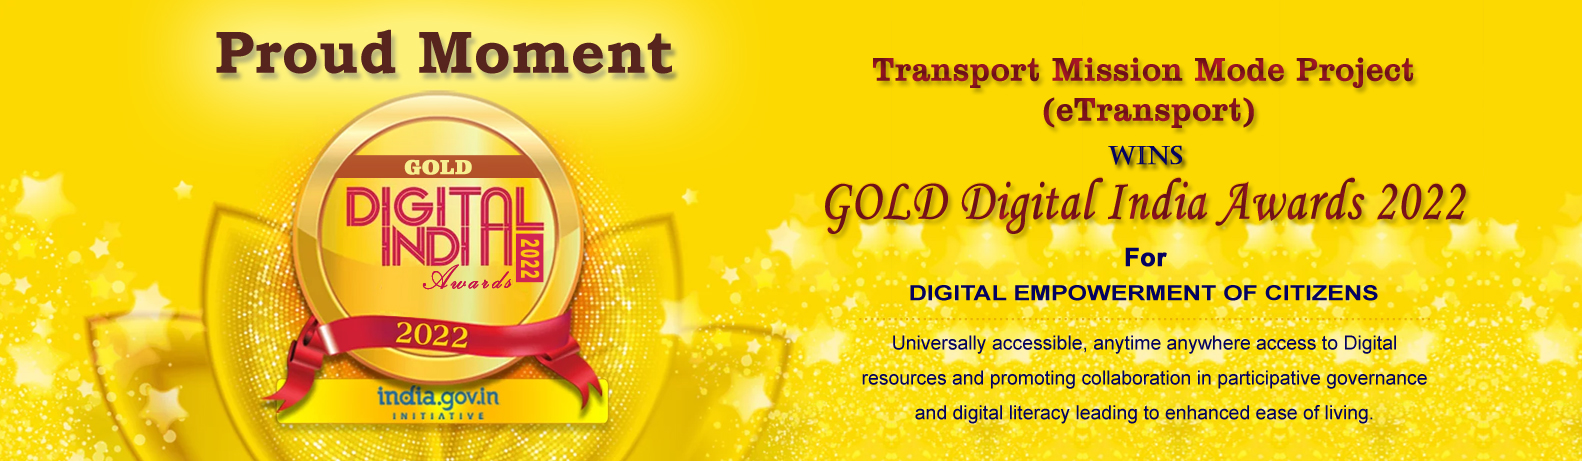 Proud Moment
GOLD
DIGITAL
INDIA
2022
Awards
2022
india.gov.in
INITIATIVE
Transport Mission Mode Project
(eTransport)
WINS
GOLD Digital India Awards 2022
For
DIGITAL EMPOWERMENT OF CITIZENS
Universally accessible, anytime anywhere access to Digital
resources and promoting collaboration in participative governance
and digital literacy leading to enhanced ease of living.